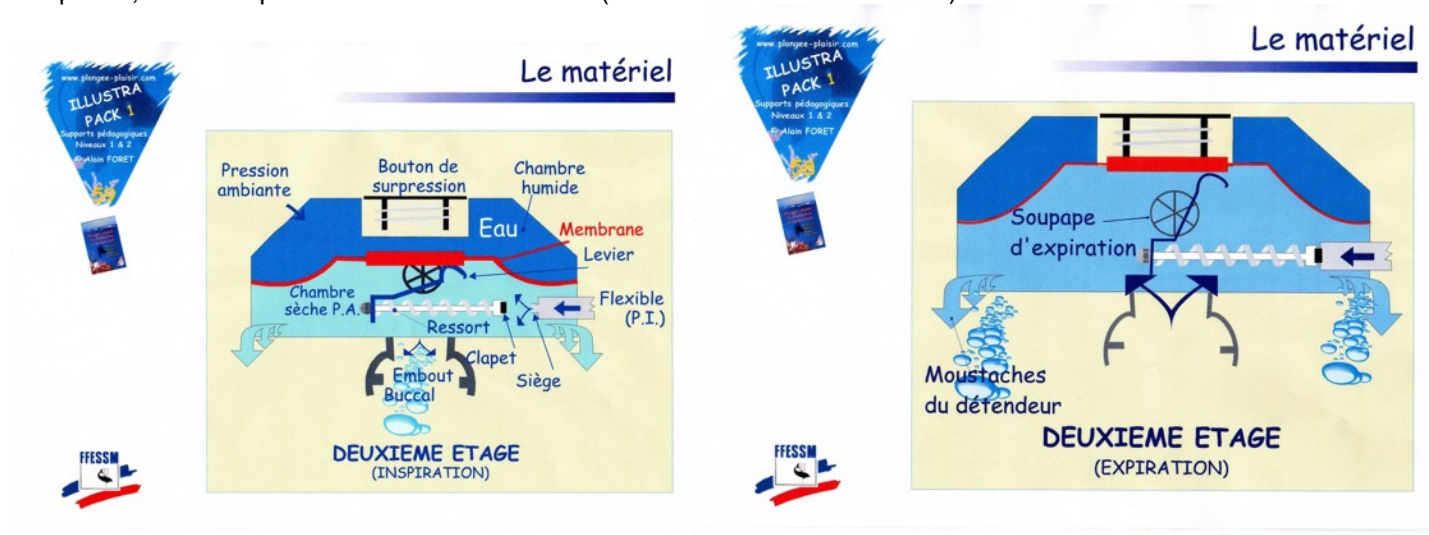 Le matériel
www.plongee-plaisir.com
ILLUSTRA
PACK 1
Supports pédagogiques
Niveaux 1 & 2
© Alain FORET
59
Pression
ambiante
Bouton de
surpression
Chambre
humide
Eau
Membrane
Levier
Chambre
sèche P.A.
Flexible
(P.I.)
Ressort
Clapet
Siège
Embout
Buccal
DEUXIEME ETAGE
(INSPIRATION)
FFESSM
Le matériel
www.plongee-plaisir.com
ILLUSTRA
PACK 1
Supports pédagogiques
Niveaux 1 & 2
© Alain FORET
58
Soupape
d'expiration
Moustaches
du détendeur
DEUXIEME ETAGE
(EXPIRATION)
FFESSM